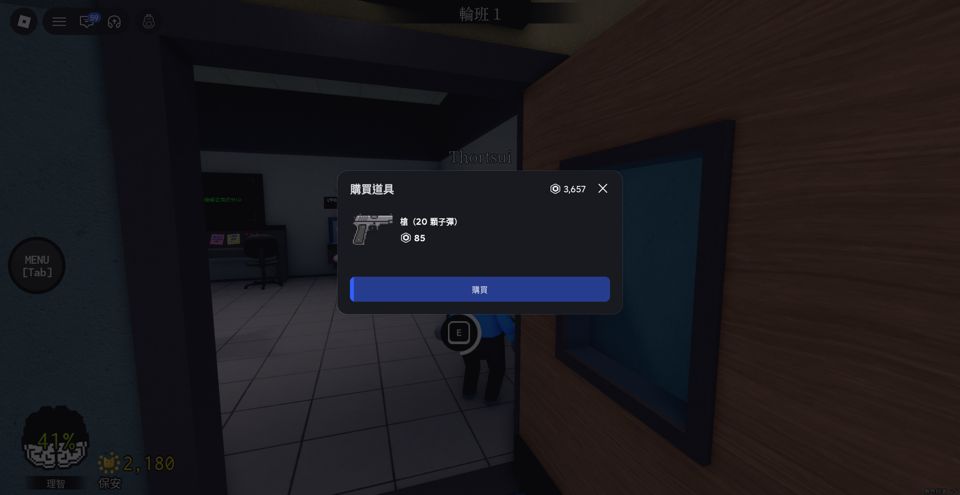 59
輪班 1
Thortsui
購買道具
3,657
槍（20 顆子彈）
85
MENU
[Tab]
購買
E
41%
2,180
理智
保安